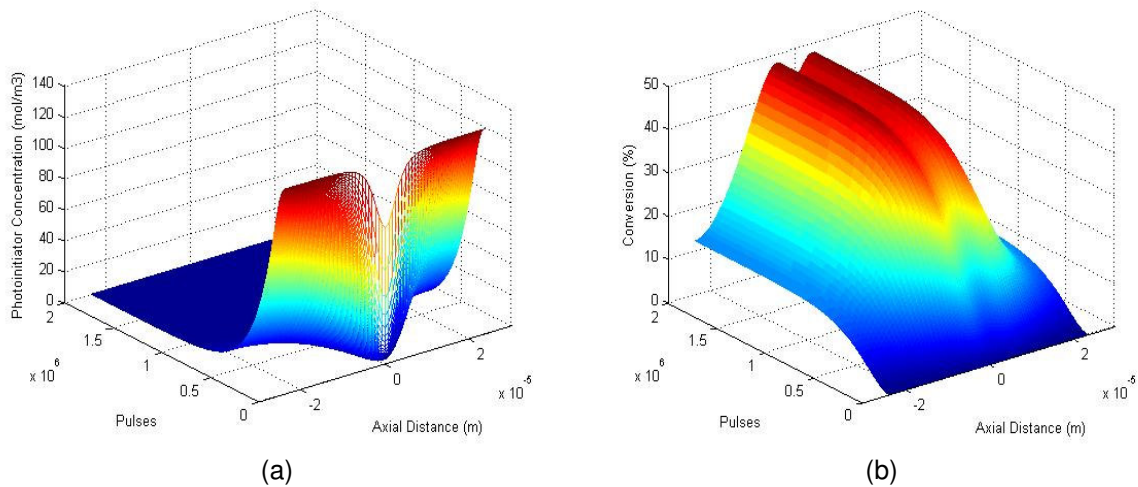 Photoinitiator Concentration (mol/m3)
140
120
100
80
60
40
20
0
2
1.5
1
0.5
0
x 10^6
Pulses
-2
0
2
x 10^-5
Axial Distance (m)
(a)
Conversion (%)
50
40
30
20
10
0
2
1.5
1
0.5
0
x 10^6
Pulses
-2
0
2
x 10^-5
Axial Distance (m)
(b)